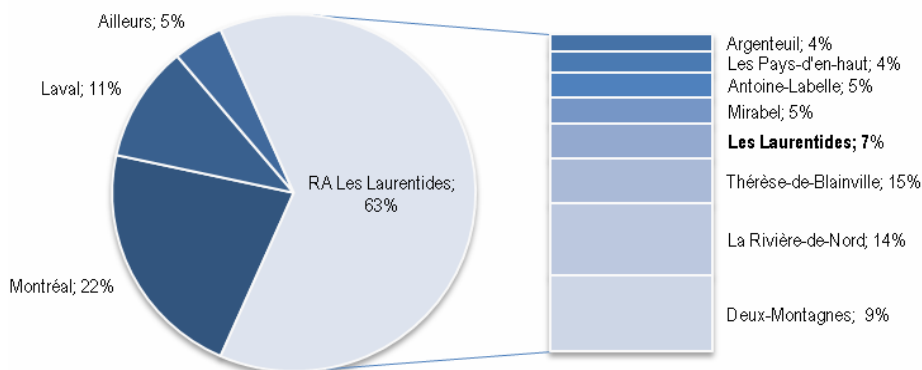 Ailleurs; 5%
Laval; 11%
Montréal; 22%
RA Les Laurentides;
63%
Argenteuil; 4%
Les Pays-d'en-haut; 4%
Antoine-Labelle; 5%
Mirabel; 5%
Les Laurentides; 7%
Thérèse-de-Blainville; 15%
La Rivière-de-Nord; 14%
Deux-Montagnes; 9%